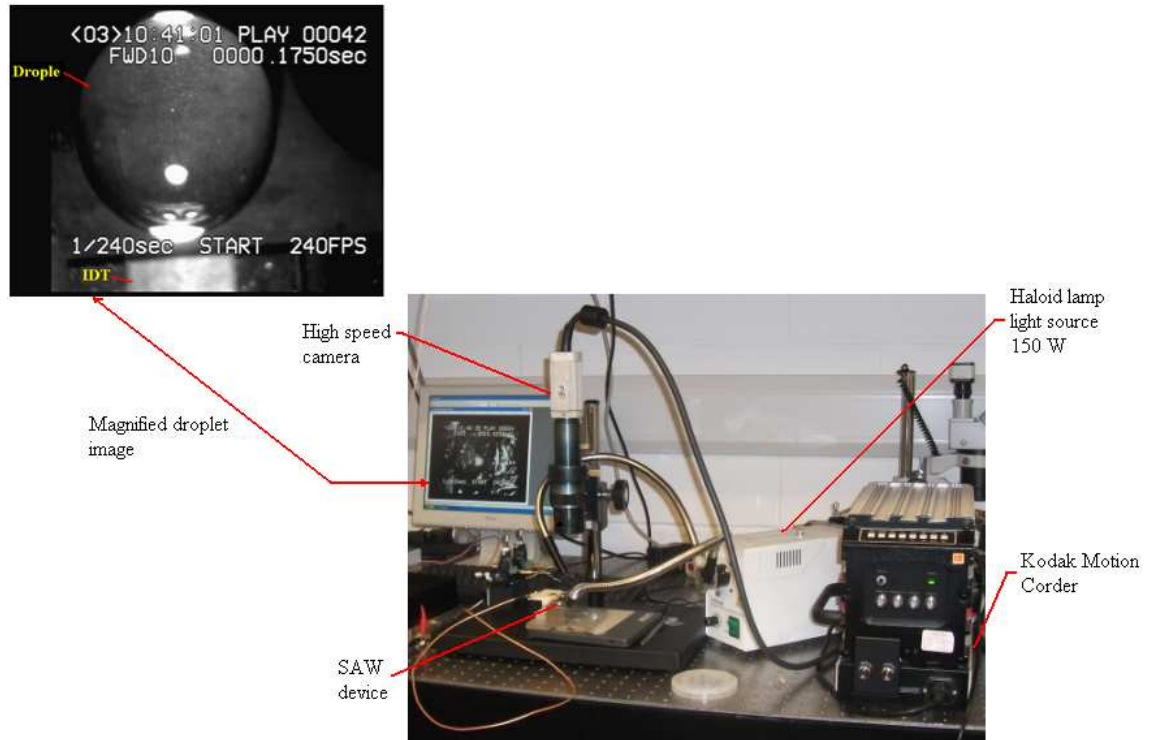 <03>10:41:01 PLAY 00042
FWD10 0000.1750sec
Drople
1/240sec START 240FPS
IDT
High speed
camera
Haloid lamp
light source
150 W
Magnified droplet
image
2
Kodak Motion
Corder
SAW
device